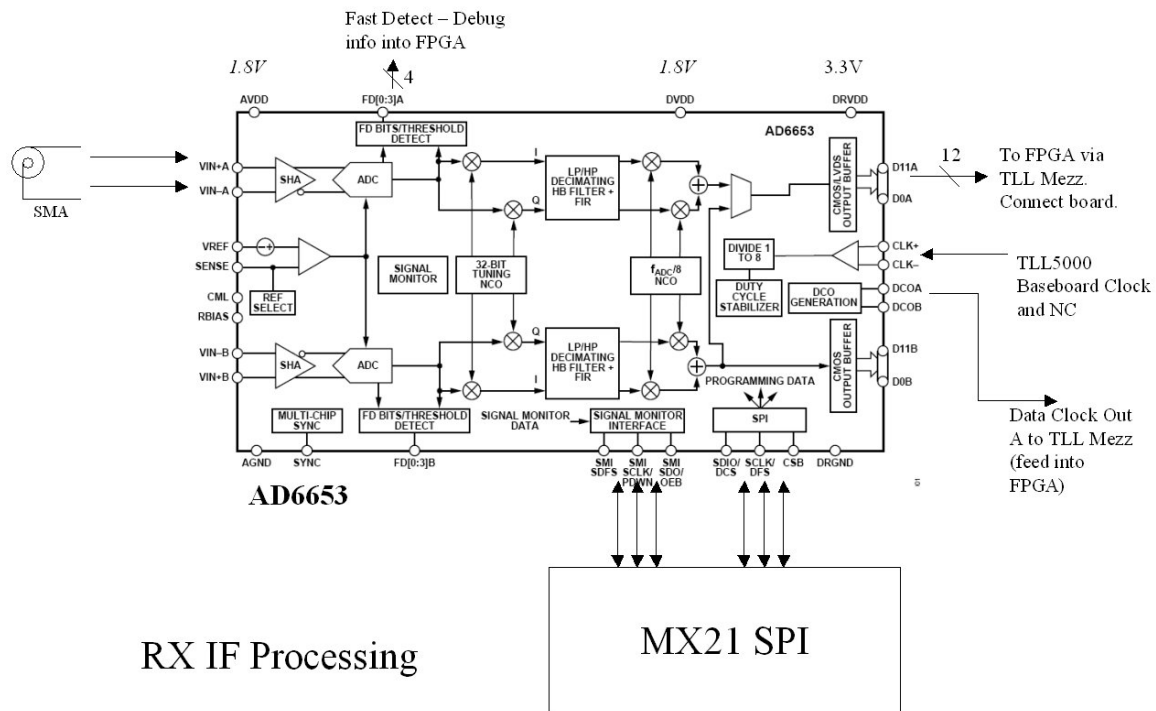 Fast Detect – Debug
info into FPGA
1.8V
4
1.8V
3.3V
AVDD
FD[0:3]A
DVDD
DRVDD
FD BITS/THRESHOLD
DETECT
AD6653
VIN+A
VIN–A
SHA
ADC
I
Q
LP/HP
DECIMATING
HB FILTER +
FIR
CMOS/LVDS
OUTPUT BUFFER
D11A
D0A
12
To FPGA via
TLL Mezz.
Connect board.
SMA
VREF
SENSE
REF
SELECT
CML
RBIAS
SIGNAL
MONITOR
32-BIT
TUNING
NCO
fADC/8
NCO
DIVIDE 1
TO 8
DUTY
CYCLE
STABILIZER
DCO
GENERATION
CLK+
CLK–
DCOA
DCOB
TLL5000
Baseboard Clock
and NC
VIN–B
VIN+B
SHA
ADC
Q
I
LP/HP
DECIMATING
HB FILTER +
FIR
CMOS
OUTPUT BUFFER
D11B
D0B
PROGRAMMING DATA
MULTI-CHIP
SYNC
FD BITS/THRESHOLD
DETECT
SIGNAL MONITOR
DATA
SIGNAL MONITOR
INTERFACE
SPI
Data Clock Out
A to TLL Mezz
(feed into
FPGA)
AGND
SYNC
FD[0:3]B
SMI
SDFS
SMI
SCLK/
PDWN
SMI
SDO/
OEB
SDIO/
DCS
SCLK/
DFS
CSB
DRGND
AD6653
RX IF Processing
MX21 SPI